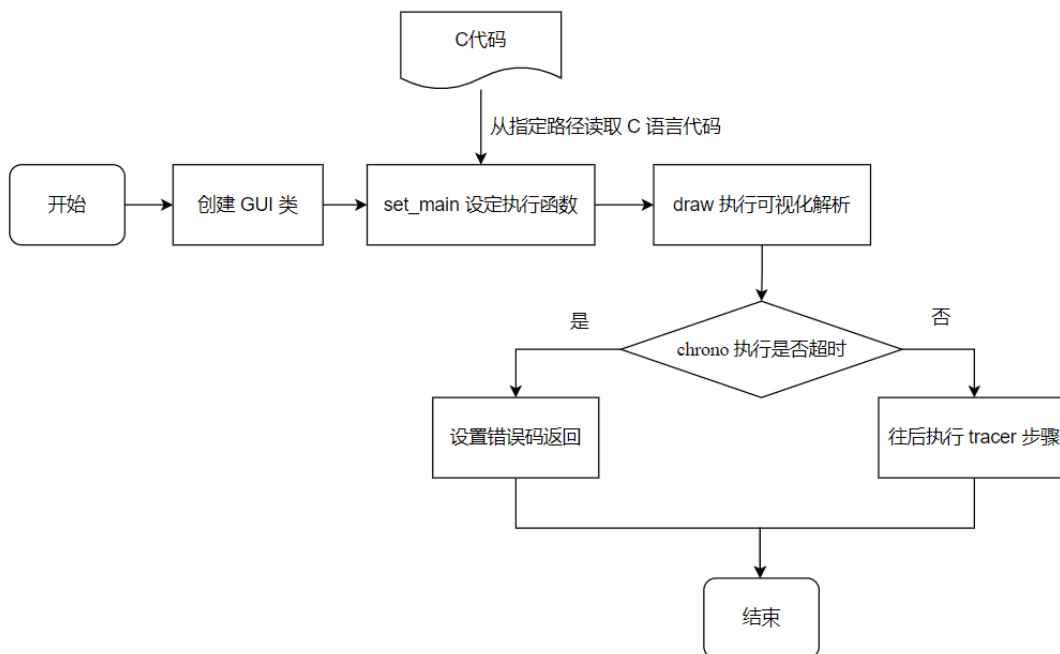 C代码
从指定路径读取 C 语言代码
开始
创建 GUI 类
set_main 设定执行函数
draw 执行可视化解析
是
否
chrono 执行是否超时
设置错误码返回
往后执行 tracer 步骤
结束